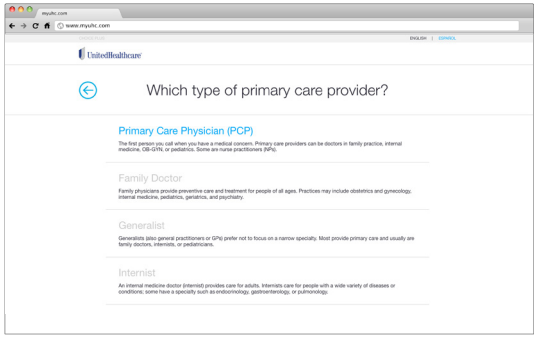 myuhc.com
www.myuhc.com
ENGLISH | ESPAÑOL
UnitedHealthcare
Which type of primary care provider?
Primary Care Physician (PCP)
The first person you call when you have a medical concern. Primary care providers can be doctors in family practice, internal
medicine, OB-GYN, or pediatrics. Some are nurse practitioners (NPs).
Family Doctor
Family physicians provide preventive care and treatment for people of all ages. Practices may include obstetrics and gynecology,
internal medicine, pediatrics, geriatrics, and psychiatry.
Generalist
Generalists (also general practitioners or GPs) prefer not to focus on a narrow specialty. Most provide primary care and usually are
family doctors, internists, or pediatricians.
Internist
An internal medicine doctor (internist) provides care for adults. Internists care for people with a wide variety of diseases or
conditions; some have a specialty such as endocrinology, gastroenterology, or pulmonology.